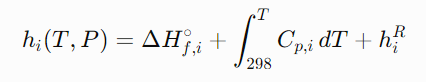 h_i(T, P) = ΔH°_{f,i} + ∫_{298}^{T} C_{p,i} dT + h_i^R